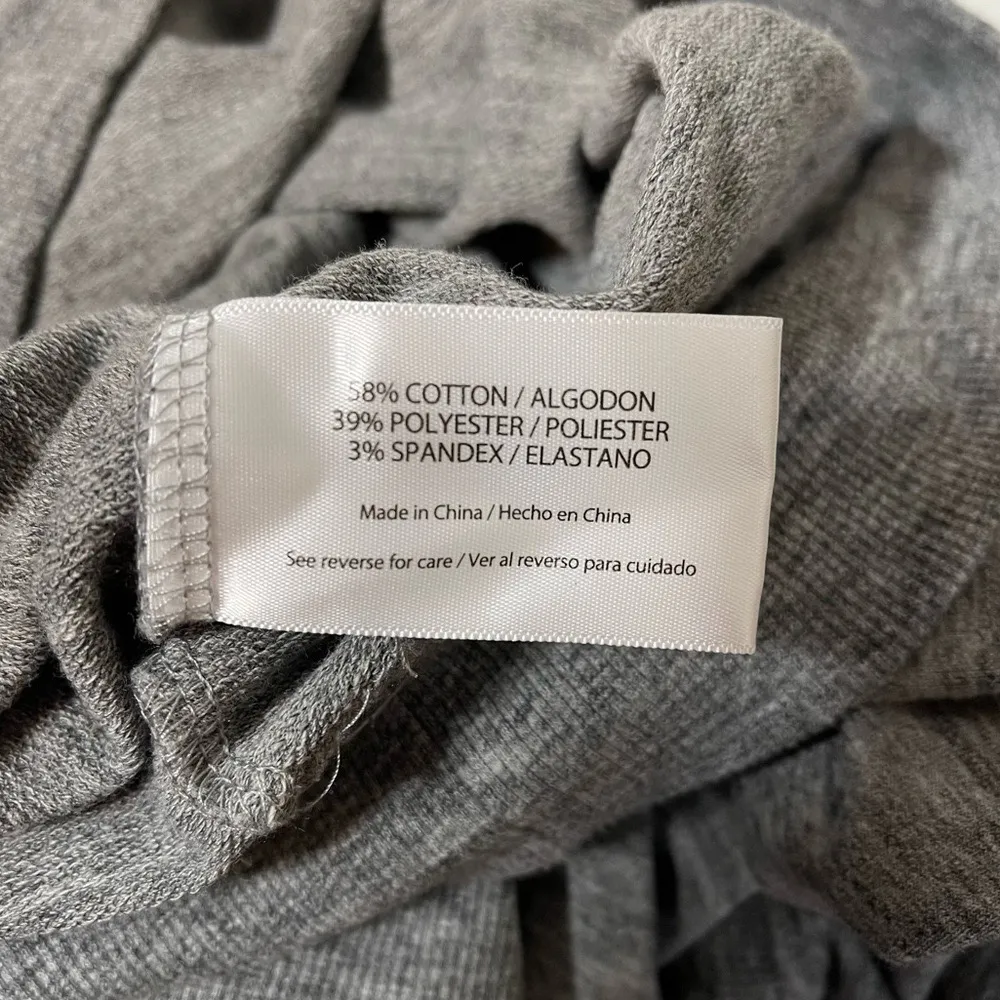 58% COTTON / ALGODON
39% POLYESTER / POLIESTER
3% SPANDEX / ELASTANO
Made in China / Hecho en China
See reverse for care / Ver al reverso para cuidado